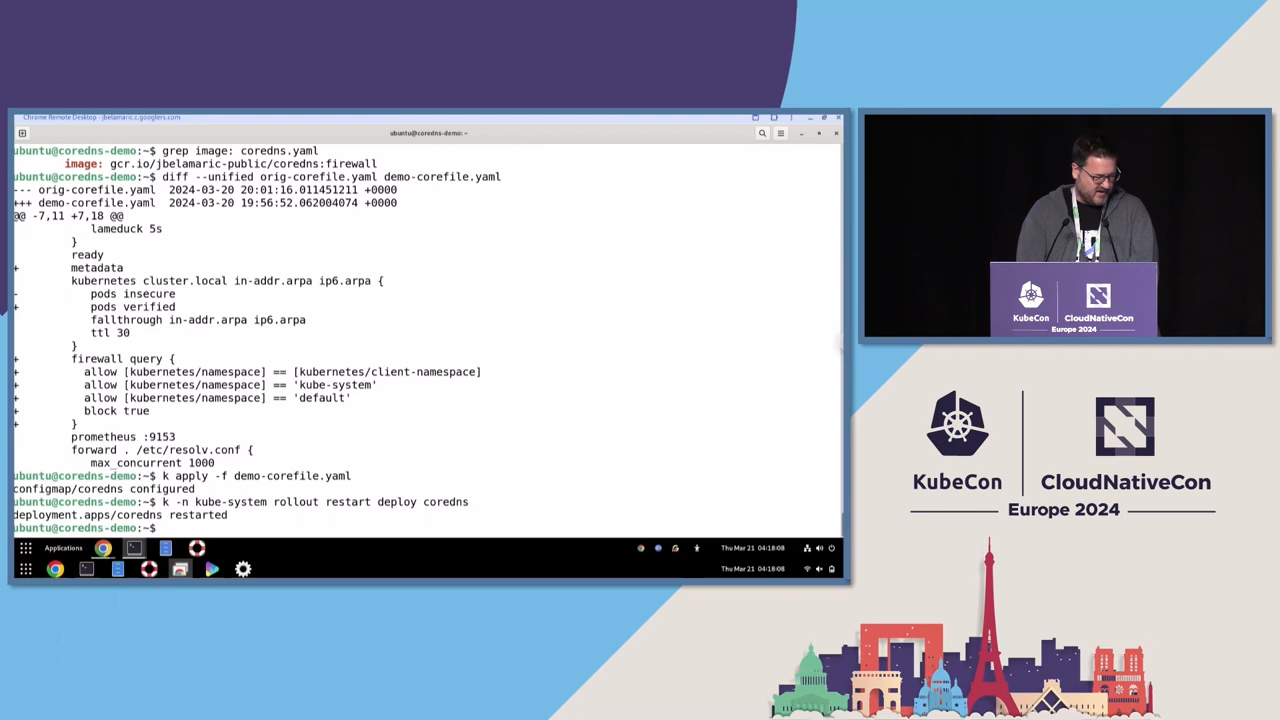 Chrome Remote Desktop - jbelamaric.c.googlers.com
ubuntu@coredns-demo: ~
ubuntu@coredns-demo:~$ grep image: coredns.yaml
        image: gcr.io/jbelamaric-public/coredns:firewall
ubuntu@coredns-demo:~$ diff --unified orig-corefile.yaml demo-corefile.yaml
--- orig-corefile.yaml  2024-03-20 20:01:16.011451211 +0000
+++ demo-corefile.yaml  2024-03-20 19:56:52.062004074 +0000
@@ -7,11 +7,18 @@
            lameduck 5s
         }
         ready
+        metadata
         kubernetes cluster.local in-addr.arpa ip6.arpa {
-           pods insecure
+           pods verified
            fallthrough in-addr.arpa ip6.arpa
            ttl 30
         }
+        firewall query {
+          allow [kubernetes/namespace] == [kubernetes/client-namespace]
+          allow [kubernetes/namespace] == 'kube-system'
+          allow [kubernetes/namespace] == 'default'
+          block true
+        }
         prometheus :9153
         forward . /etc/resolv.conf {
            max_concurrent 1000
ubuntu@coredns-demo:~$ k apply -f demo-corefile.yaml
configmap/coredns configured
ubuntu@coredns-demo:~$ k -n kube-system rollout restart deploy coredns
deployment.apps/coredns restarted
ubuntu@coredns-demo:~$
Applications
Thu Mar 21 04:18:08
Thu Mar 21 04:18:08
KubeCon
CloudNativeCon
Europe 2024
KubeCon
CloudNativeCon
Europe 2024